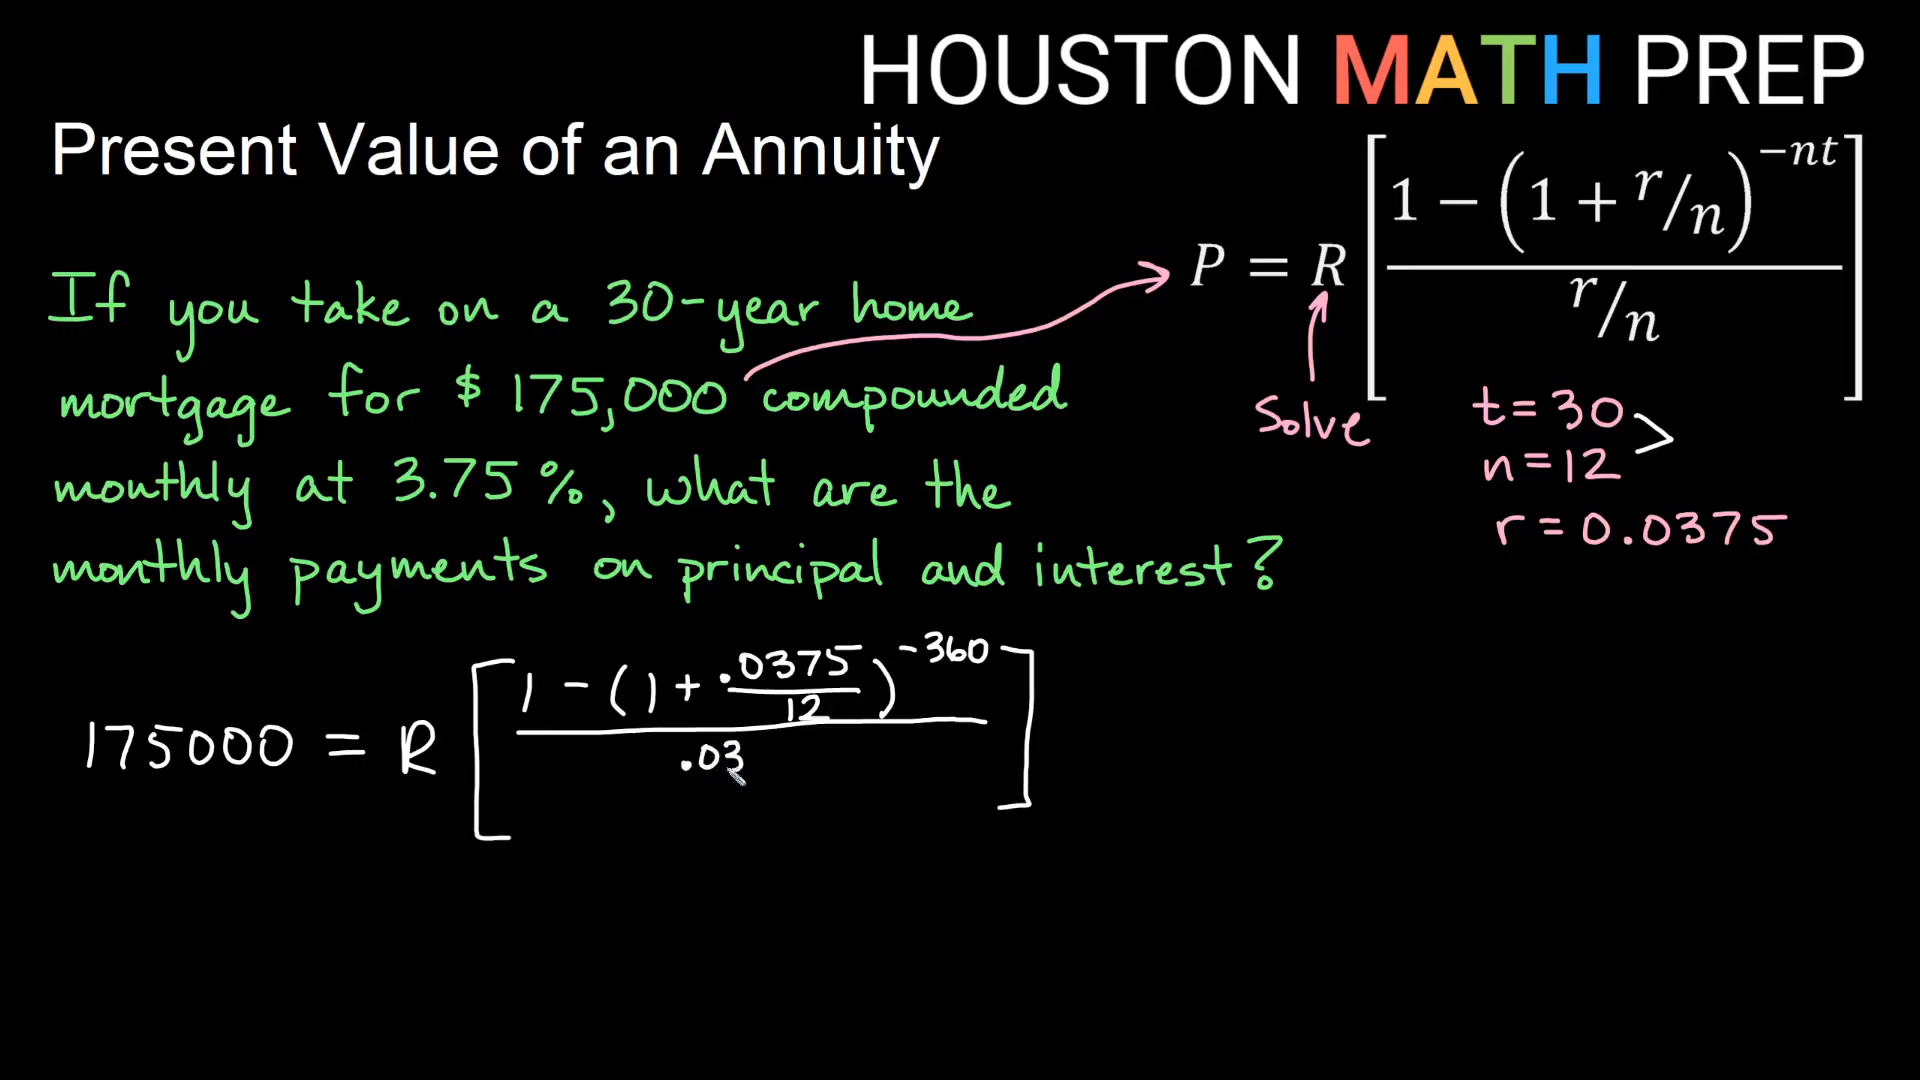 HOUSTON MATH PREP
Present Value of an Annuity
P = R [ (1 − (1 + r/n)^−nt) / (r/n) ]
If you take on a 30-year home
mortgage for $ 175,000 compounded
monthly at 3.75%, what are the
monthly payments on principal and interest?
Solve
t = 30
n = 12
r = 0.0375
175000 = R [ (1 - (1 + .0375/12)^-360) / .03 ]